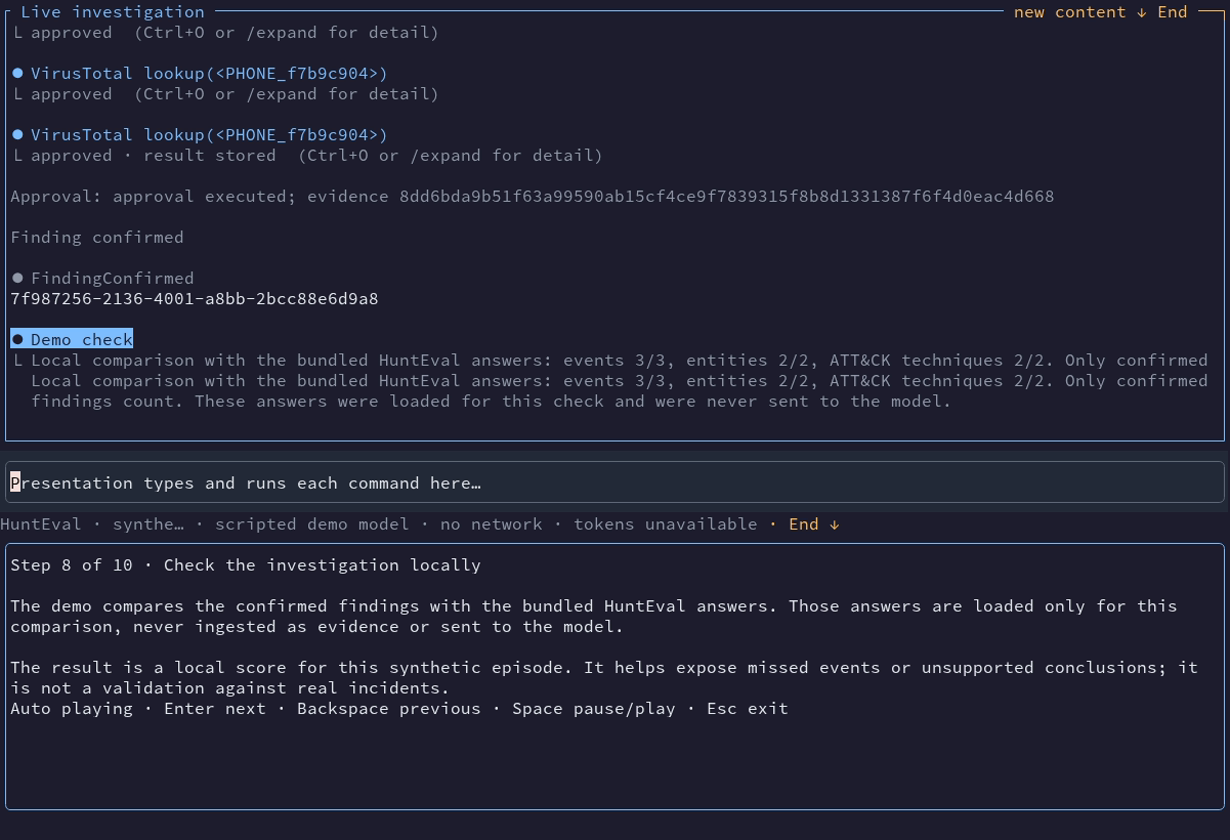 Live investigation
new content ↓ End
L approved (Ctrl+O or /expand for detail)
● VirusTotal lookup(<PHONE_f7b9c904>)
L approved (Ctrl+O or /expand for detail)
● VirusTotal lookup(<PHONE_f7b9c904>)
L approved · result stored (Ctrl+O or /expand for detail)
Approval: approval executed; evidence 8dd6bda9b51f63a99590ab15cf4ce9f7839315f8b8d1331387f6f4d0eac4d668
Finding confirmed
● FindingConfirmed
7f987256-2136-4001-a8bb-2bcc88e6d9a8
● Demo check
L Local comparison with the bundled HuntEval answers: events 3/3, entities 2/2, ATT&CK techniques 2/2. Only confirmed
Local comparison with the bundled HuntEval answers: events 3/3, entities 2/2, ATT&CK techniques 2/2. Only confirmed
findings count. These answers were loaded for this check and were never sent to the model.
Presentation types and runs each command here…
HuntEval · synthe… · scripted demo model · no network · tokens unavailable · End ↓
Step 8 of 10 · Check the investigation locally
The demo compares the confirmed findings with the bundled HuntEval answers. Those answers are loaded only for this
comparison, never ingested as evidence or sent to the model.
The result is a local score for this synthetic episode. It helps expose missed events or unsupported conclusions; it
is not a validation against real incidents.
Auto playing · Enter next · Backspace previous · Space pause/play · Esc exit